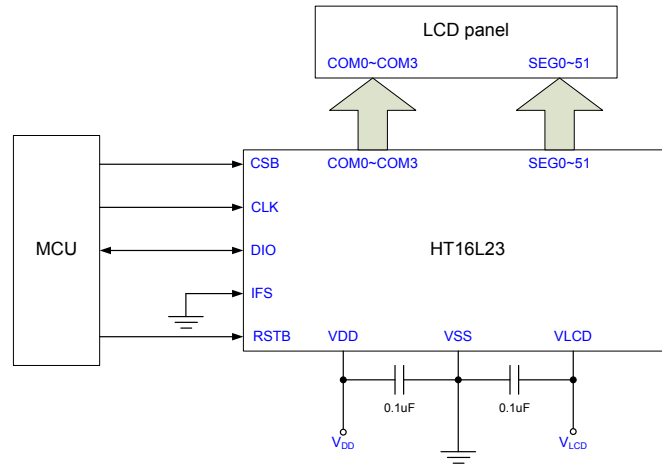 LCD panel
COM0~COM3 SEG0~51
COM0~COM3 SEG0~51
CSB
CLK
MCU DIO HT16L23
IFS
RSTB VDD VSS VLCD
0.1uF 0.1uF
VDD VLCD